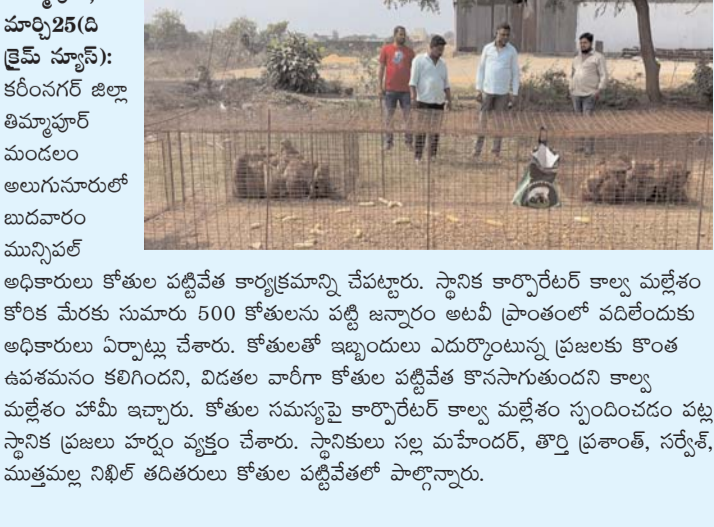 మార్చి25(ది
క్రైమ్ న్యూస్):
కరీంనగర్ జిల్లా
తిమ్మాపూర్
మండలం
అలుగునూరులో
బుదవారం
మున్సిపల్
అధికారులు కోతుల పట్టివేత కార్యక్రమాన్ని చేపట్టారు. స్థానిక కార్పొరేటర్ కాల్వ మల్లేశం
కోరిక మేరకు సుమారు 500 కోతులను పట్టి జన్నారం అటవీ ప్రాంతంలో వదిలేందుకు
అధికారులు ఏర్పాట్లు చేశారు. కోతులతో ఇబ్బందులు ఎదుర్కొంటున్న ప్రజలకు కొంత
ఉపశమనం కలిగిందని, విడతల వారీగా కోతుల పట్టివేత కొనసాగుతుందని కాల్వ
మల్లేశం హామీ ఇచ్చారు. కోతుల సమస్యపై కార్పొరేటర్ కాల్వ మల్లేశం స్పందించడం పట్ల
స్థానిక ప్రజలు హర్షం వ్యక్తం చేశారు. స్థానికులు సల్ల మహేందర్, తొర్తి ప్రశాంత్, సర్వేశ్,
ముత్తమల్ల నిఖిల్ తదితరులు కోతుల పట్టివేతలో పాల్గొన్నారు.